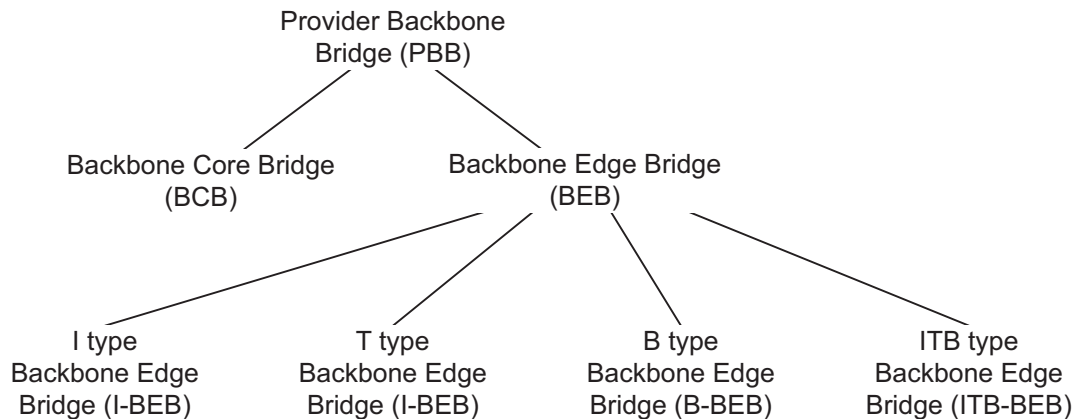 Provider Backbone
Bridge (PBB)
Backbone Core Bridge
(BCB)
Backbone Edge Bridge
(BEB)
I type
Backbone Edge
Bridge (I-BEB)
T type
Backbone Edge
Bridge (I-BEB)
B type
Backbone Edge
Bridge (B-BEB)
ITB type
Backbone Edge
Bridge (ITB-BEB)